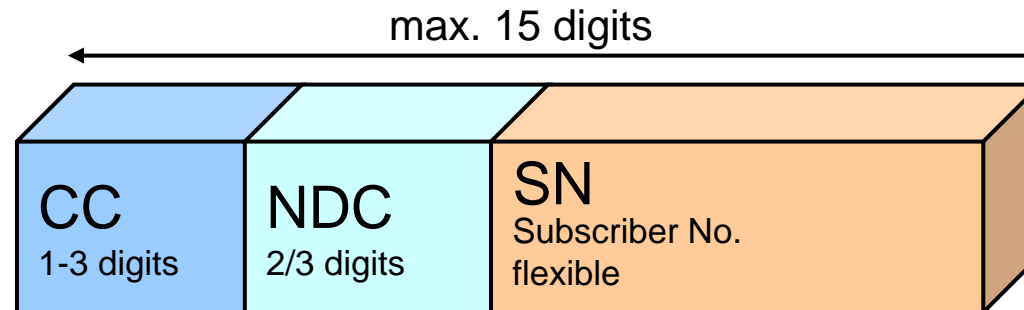 max. 15 digits
CC
1-3 digits
NDC
2/3 digits
SN
Subscriber No.
flexible